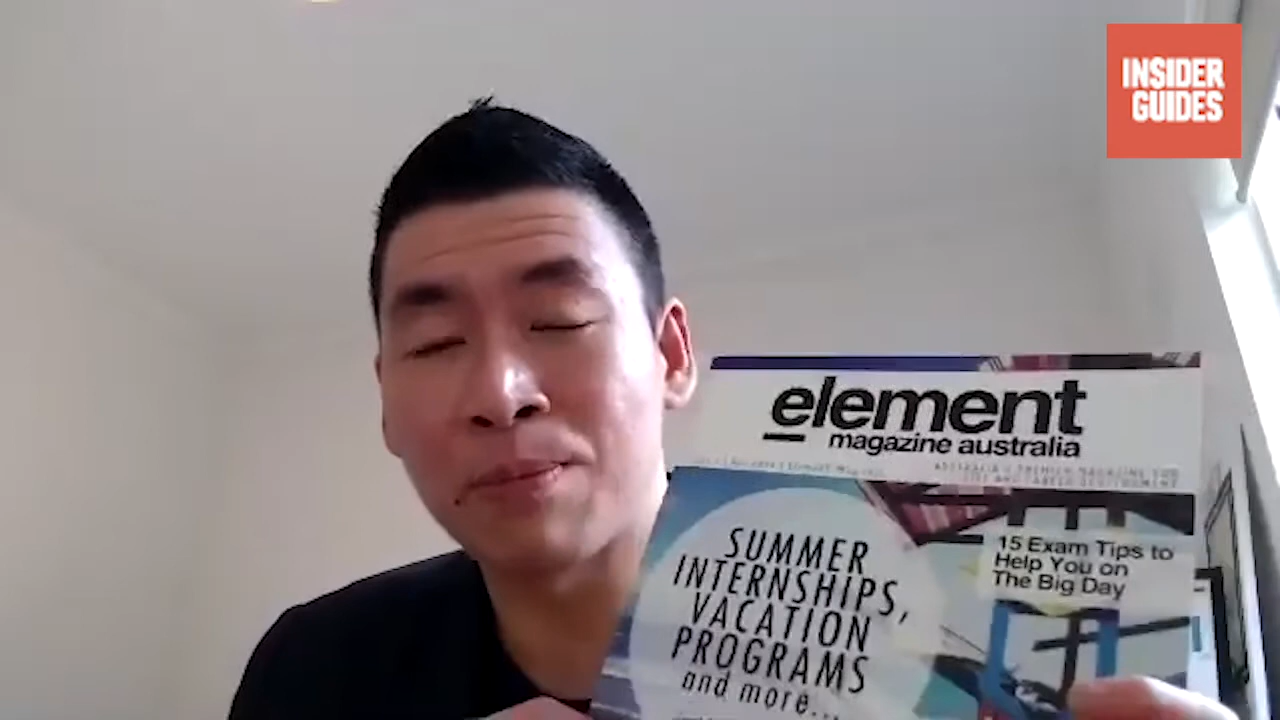 INSIDER
GUIDES
element
magazine australia
SUMMER
INTERNSHIPS,
VACATION
PROGRAMS
and more...
15 Exam Tips to
Help You on
The Big Day